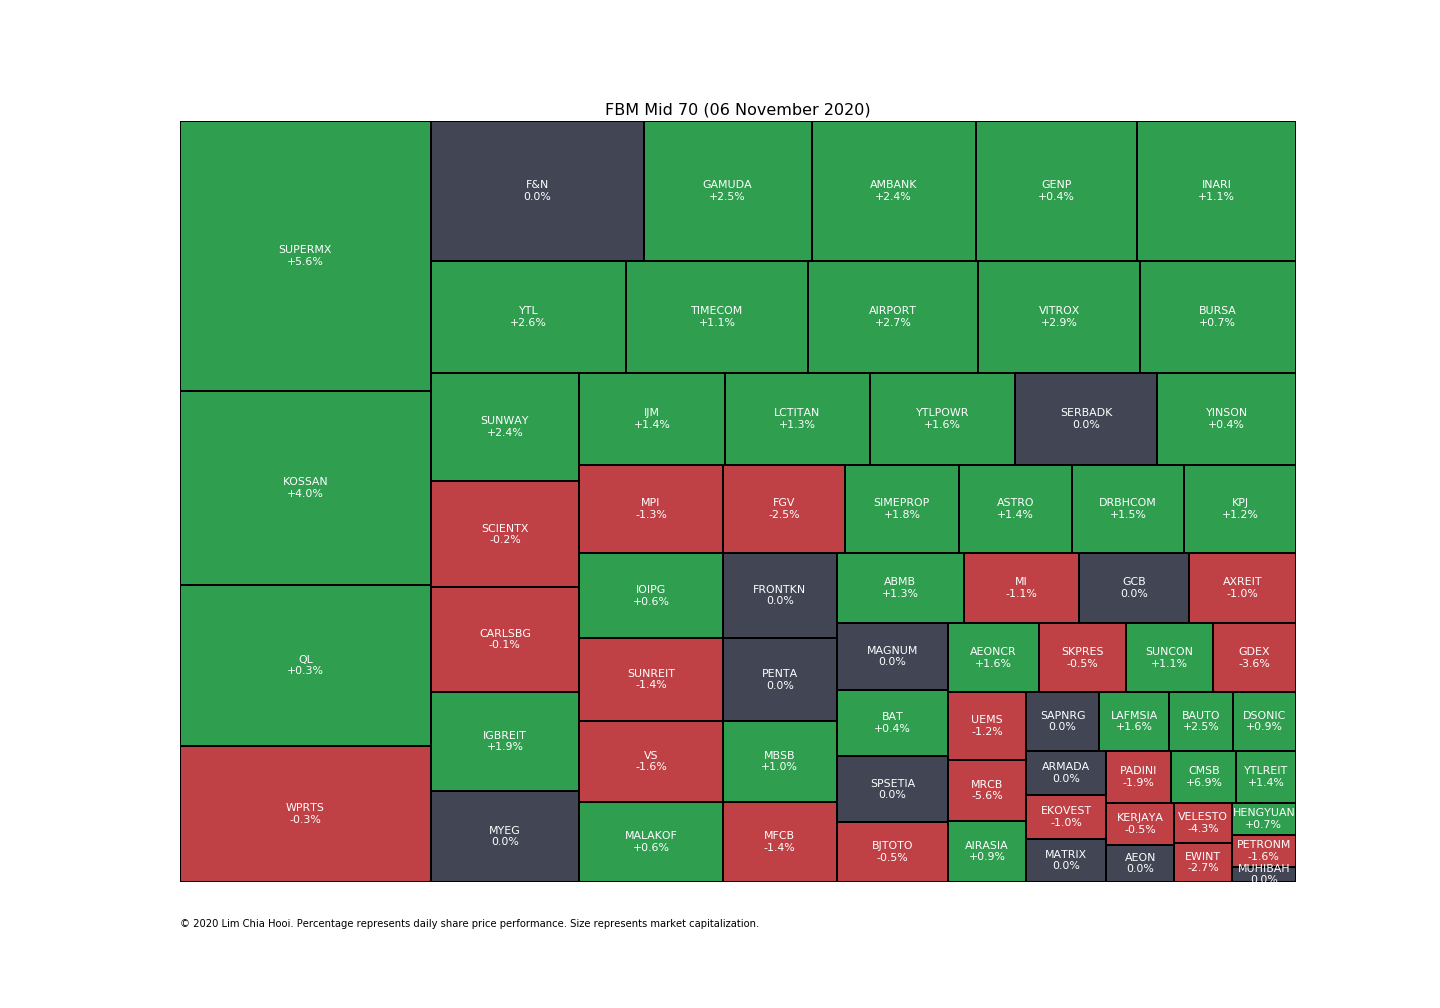 FBM Mid 70 (06 November 2020)
SUPERMX
+5.6%
KOSSAN
+4.0%
QL
+0.3%
WPRTS
-0.3%
F&N
0.0%
GAMUDA
+2.5%
AMBANK
+2.4%
GENP
+0.4%
INARI
+1.1%
YTL
+2.6%
TIMECOM
+1.1%
AIRPORT
+2.7%
VITROX
+2.9%
BURSA
+0.7%
SUNWAY
+2.4%
SCIENTX
-0.2%
CARLSBG
-0.1%
IGBREIT
+1.9%
MYEG
0.0%
IJM
+1.4%
LCTITAN
+1.3%
YTLPOWR
+1.6%
SERBADK
0.0%
YINSON
+0.4%
MPI
-1.3%
FGV
-2.5%
SIMEPROP
+1.8%
ASTRO
+1.4%
DRBHCOM
+1.5%
KPJ
+1.2%
IOIPG
+0.6%
SUNREIT
-1.4%
VS
-1.6%
MALAKOF
+0.6%
FRONTKN
0.0%
PENTA
0.0%
MBSB
+1.0%
MFCB
-1.4%
ABMB
+1.3%
MI
-1.1%
GCB
0.0%
AXREIT
-1.0%
MAGNUM
0.0%
BAT
+0.4%
SPSETIA
0.0%
BJTOTO
-0.5%
AEONCR
+1.6%
SKPRES
-0.5%
SUNCON
+1.1%
GDEX
-3.6%
UEMS
-1.2%
MRCB
-5.6%
AIRASIA
+0.9%
SAPNRG
0.0%
LAFMSIA
+1.6%
BAUTO
+2.5%
DSONIC
+0.9%
ARMADA
0.0%
EKOVEST
-1.0%
MATRIX
0.0%
PADINI
-1.9%
CMSB
+6.9%
YTLREIT
+1.4%
KERJAYA
-0.5%
AEON
0.0%
VELESTO
-4.3%
EWINT
-2.7%
HENGYUAN
+0.7%
PETRONM
-1.6%
MUHIBAH
0.0%
© 2020 Lim Chia Hooi. Percentage represents daily share price performance. Size represents market capitalization.